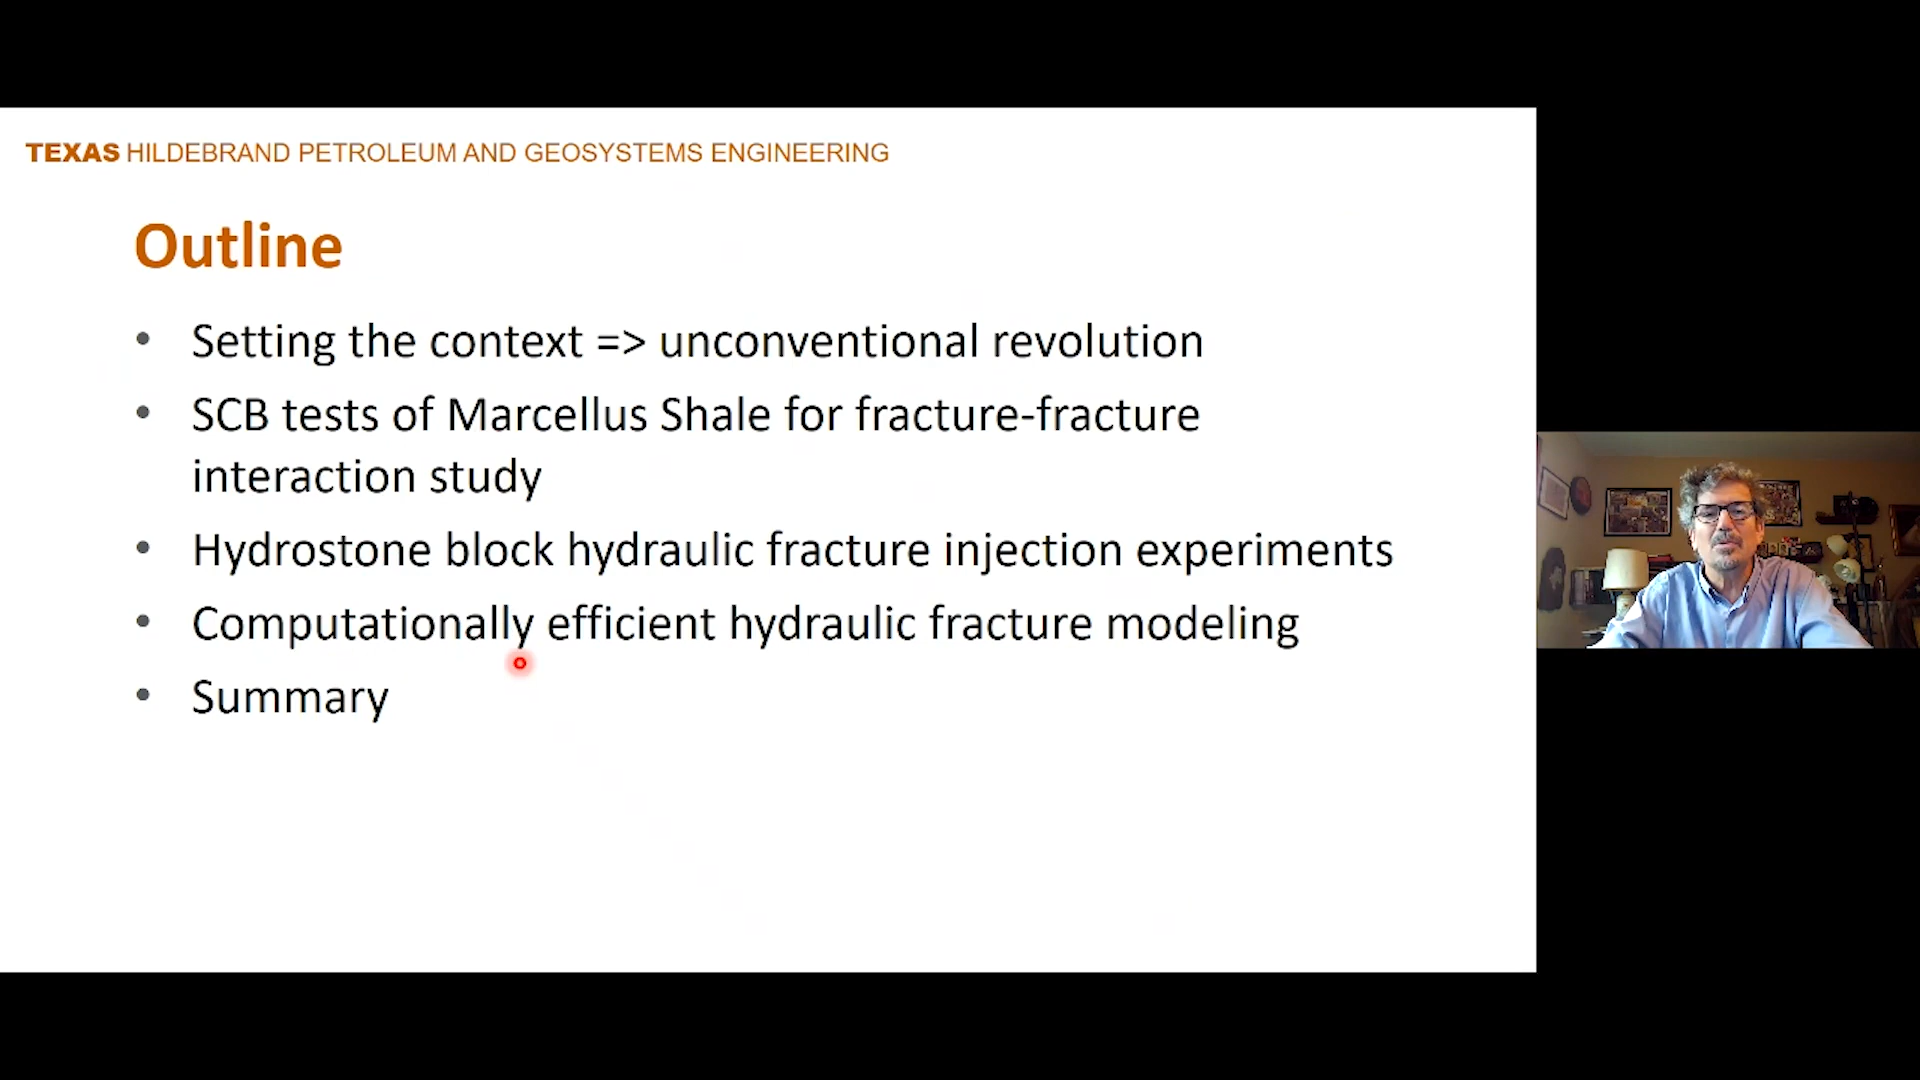 TEXAS HILDEBRAND PETROLEUM AND GEOSYSTEMS ENGINEERING
Outline
• Setting the context => unconventional revolution
• SCB tests of Marcellus Shale for fracture-fracture
interaction study
• Hydrostone block hydraulic fracture injection experiments
• Computationally efficient hydraulic fracture modeling
• Summary